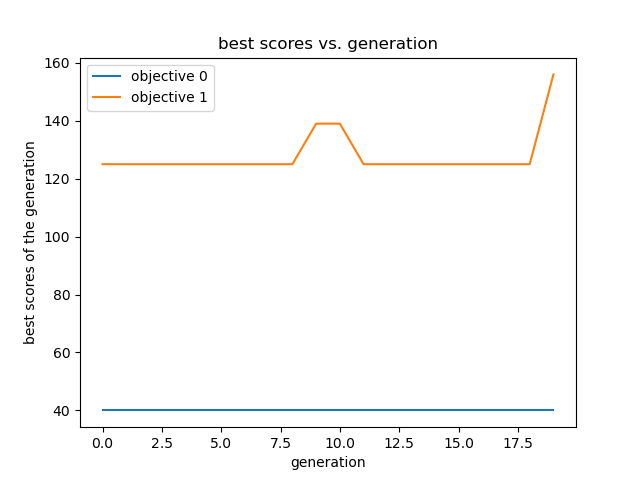 best scores vs. generation
objective 0
objective 1
best scores of the generation
160
140
120
100
80
60
40
0.0 2.5 5.0 7.5 10.0 12.5 15.0 17.5
generation